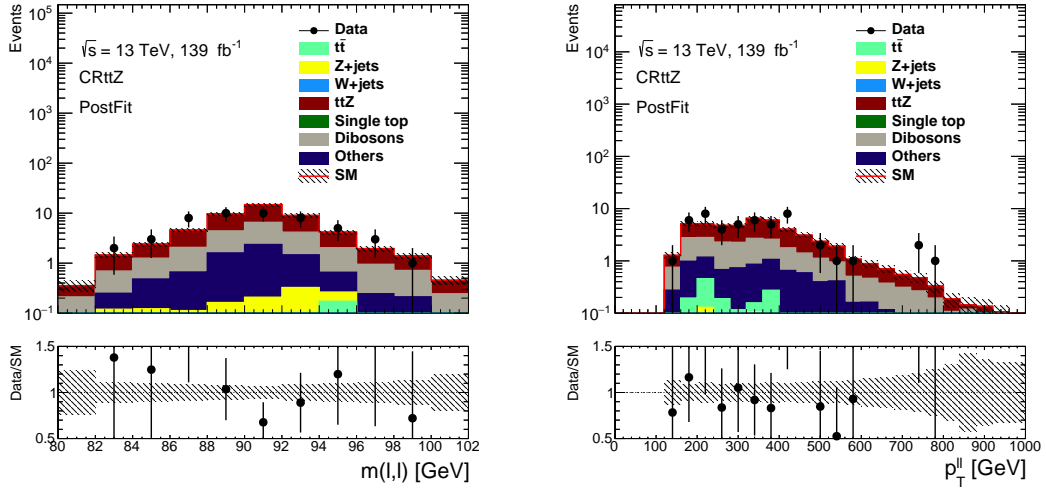 Events
10⁵
10⁴
10³
10²
10
1
10⁻¹
√s = 13 TeV, 139 fb⁻¹
CRttZ
PostFit
Data
tt̄
Z+jets
W+jets
ttZ
Single top
Dibosons
Others
SM
Data/SM
1.5
1
0.5
80 82 84 86 88 90 92 94 96 98 100 102
m(l,l) [GeV]
Events
10⁴
10³
10²
10
1
10⁻¹
√s = 13 TeV, 139 fb⁻¹
CRttZ
PostFit
Data
tt̄
Z+jets
W+jets
ttZ
Single top
Dibosons
Others
SM
Data/SM
1.5
1
0.5
0 100 200 300 400 500 600 700 800 900 1000
p_T^ll [GeV]